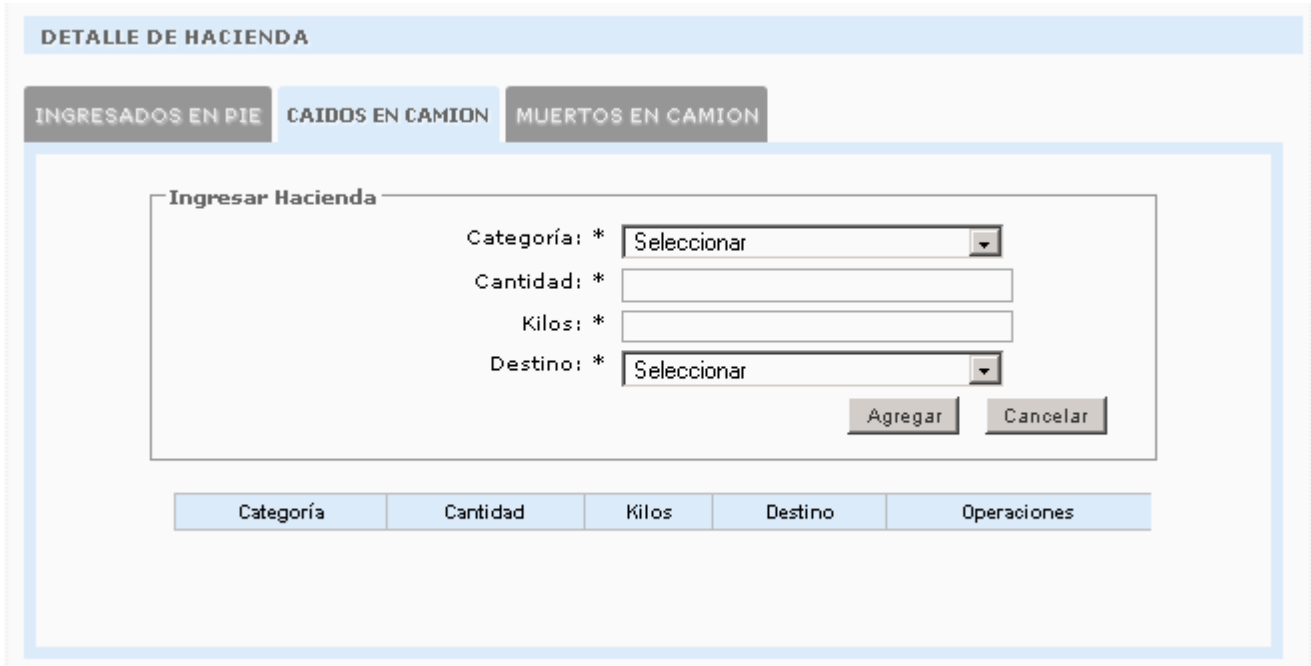 DETALLE DE HACIENDA
INGRESADOS EN PIE CAIDOS EN CAMION MUERTOS EN CAMION
Ingresar Hacienda
Categoría: * Seleccionar
Cantidad: *
Kilos: *
Destino: * Seleccionar
Agregar Cancelar
Categoría Cantidad Kilos Destino Operaciones